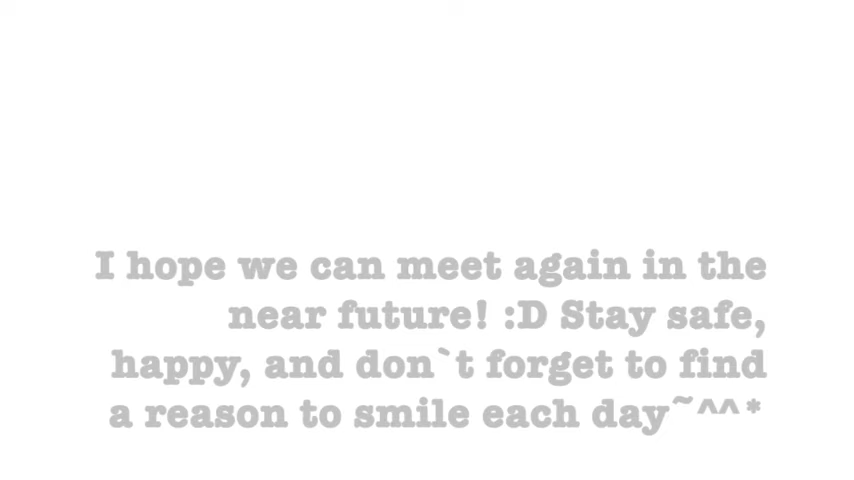 I hope we can meet again in the
near future! :D Stay safe,
happy, and don`t forget to find
a reason to smile each day~^^*